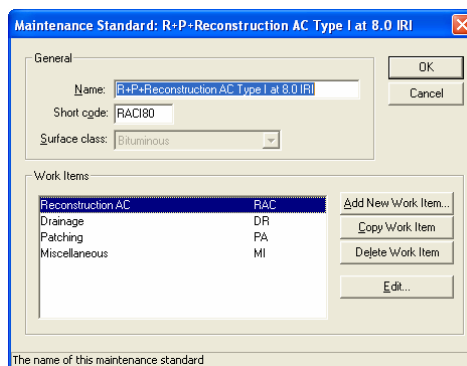 Maintenance Standard: R+P+Reconstruction AC Type I at 8.0 IRI
General
Name: R+P+Reconstruction AC Type I at 8.0 IRI
OK
Short code: RACI80
Cancel
Surface class: Bituminous
Work Items
Reconstruction AC RAC
Add New Work Item...
Drainage DR
Copy Work Item
Patching PA
Delete Work Item
Miscellaneous MI
Edit...
The name of this maintenance standard